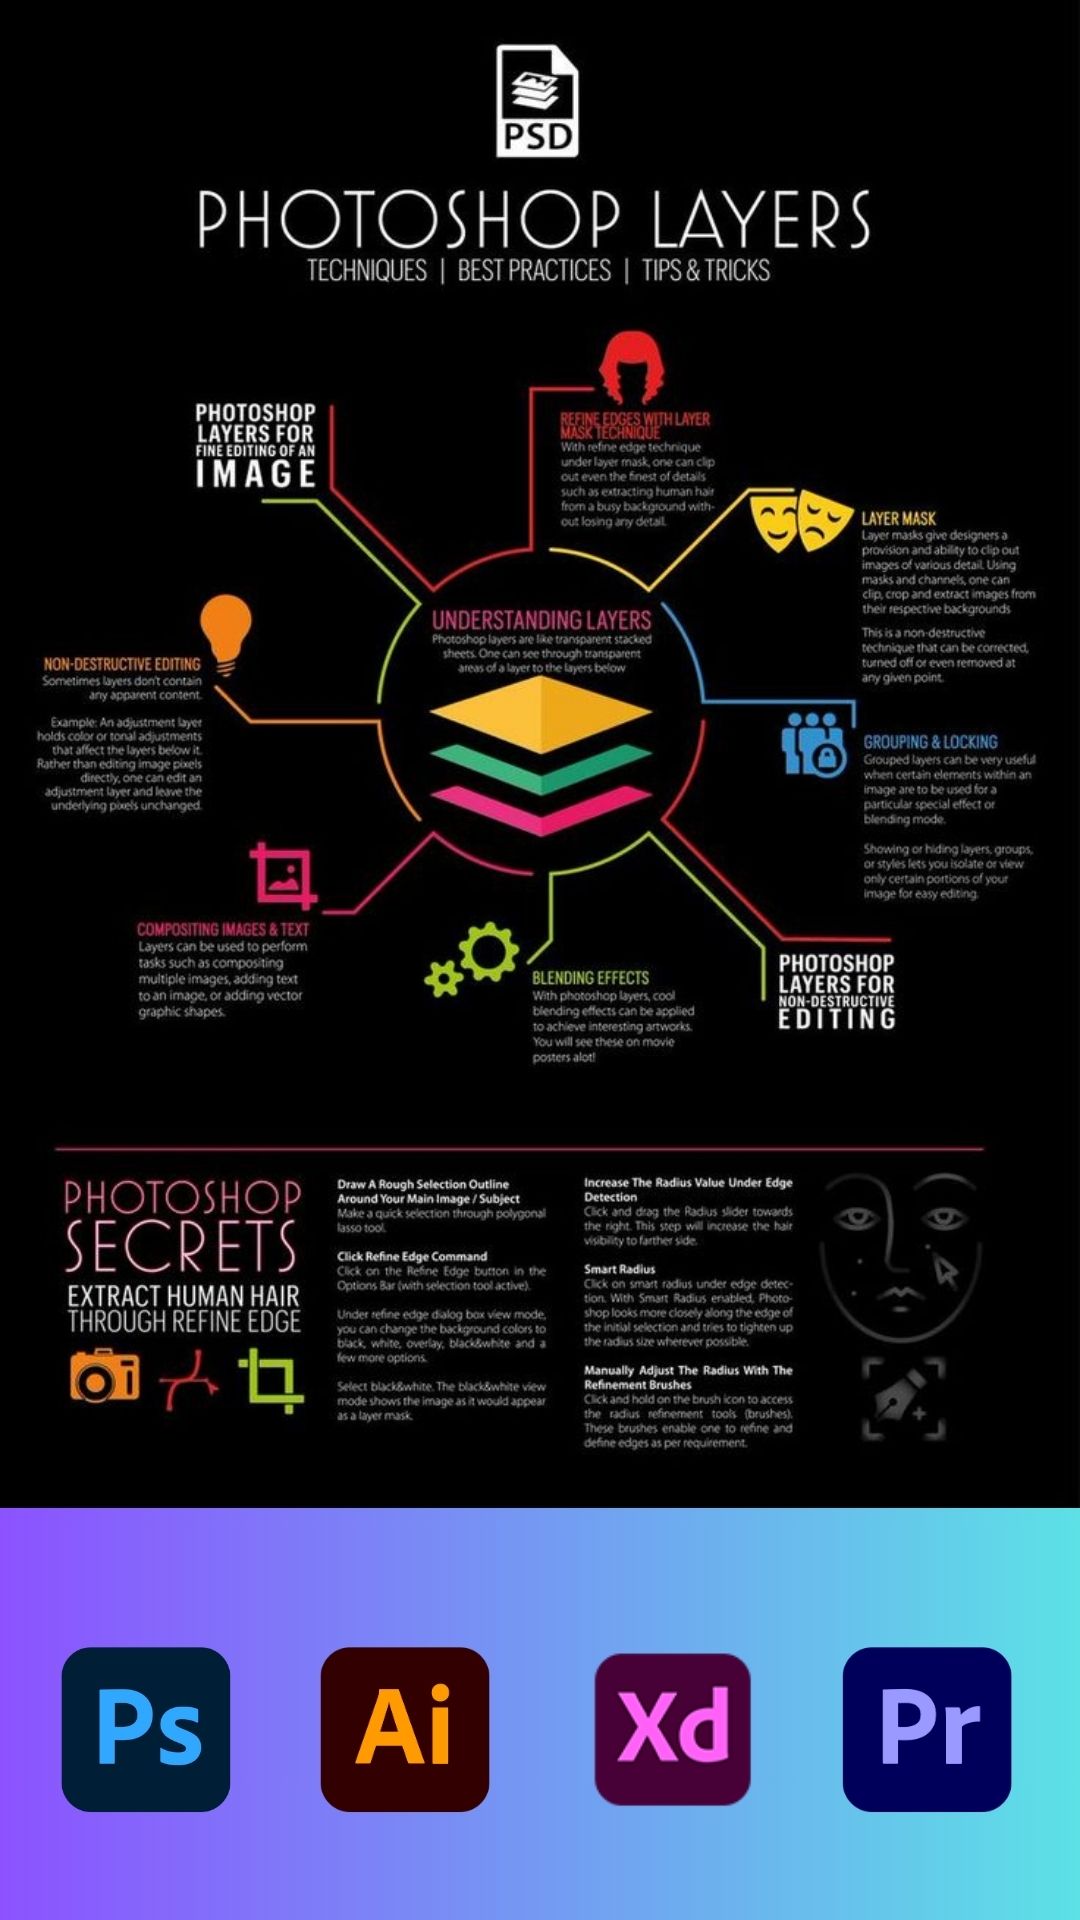 PSD
PHOTOSHOP LAYERS
TECHNIQUES | BEST PRACTICES | TIPS & TRICKS
PHOTOSHOP
LAYERS FOR
FINE EDITING OF AN
IMAGE
REFINE EDGES WITH LAYER
MASK TECHNIQUE
With refine edge technique
under layer mask, one can clip
out even the finest of details
such as extracting human hair
from a busy background with-
out losing any detail.
LAYER MASK
Layer masks give designers a
provision and ability to clip out
images of various detail. Using
masks and channels, one can
clip, crop and extract images from
their respective backgrounds
This is a non-destructive
technique that can be corrected,
turned off or even removed at
any given point.
UNDERSTANDING LAYERS
Photoshop layers are like transparent stacked
sheets. One can see through transparent
areas of a layer to the layers below
NON-DESTRUCTIVE EDITING
Sometimes layers don't contain
any apparent content.
Example: An adjustment layer
holds color or tonal adjustments
that affect the layers below it.
Rather than editing image pixels
directly, one can edit an
adjustment layer and leave the
underlying pixels unchanged.
GROUPING & LOCKING
Grouped layers can be very useful
when certain elements within an
image are to be used for a
particular special effect or
blending mode.
Showing or hiding layers, groups,
or styles lets you isolate or view
only certain portions of your
image for easy editing.
COMPOSITING IMAGES & TEXT
Layers can be used to perform
tasks such as compositing
multiple images, adding text
to an image, or adding vector
graphic shapes.
BLENDING EFFECTS
With photoshop layers, cool
blending effects can be applied
to achieve interesting artworks.
You will see these on movie
posters alot!
PHOTOSHOP
LAYERS FOR
NON-DESTRUCTIVE
EDITING
PHOTOSHOP
SECRETS
EXTRACT HUMAN HAIR
THROUGH REFINE EDGE
Draw A Rough Selection Outline
Around Your Main Image / Subject
Make a quick selection through polygonal
lasso tool.
Click Refine Edge Command
Click on the Refine Edge button in the
Options Bar (with selection tool active).
Under refine edge dialog box view mode,
you can change the background colors to
black, white, overlay, black&white and a
few more options.
Select black&white. The black&white view
mode shows the image as it would appear
as a layer mask.
Increase The Radius Value Under Edge
Detection
Click and drag the Radius slider towards
the right. This step will increase the hair
visibility to farther side.
Smart Radius
Click on smart radius under edge detec-
tion. With Smart Radius enabled, Photo-
shop looks more closely along the edge of
the initial selection and tries to tighten up
the radius size wherever possible.
Manually Adjust The Radius With The
Refinement Brushes
Click and hold on the brush icon to access
the radius refinement tools (brushes).
These brushes enable one to refine and
define edges as per requirement.
Ps
Ai
Xd
Pr